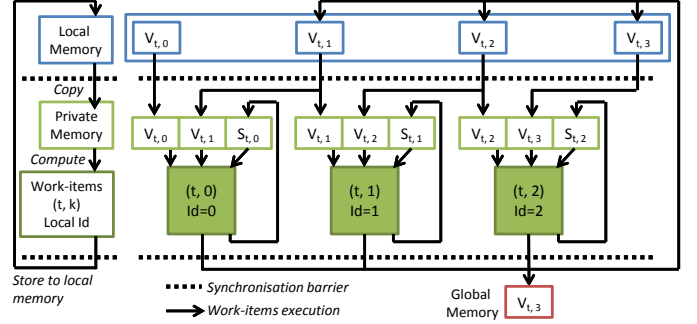 Local
Memory
V t, 0
V t, 1
V t, 2
V t, 3
Copy
Private
Memory
V t, 0 V t, 1 S t, 0
V t, 1 V t, 2 S t, 1
V t, 2 V t, 3 S t, 2
Compute
Work-items
(t, k)
Local Id
(t, 0)
Id=0
(t, 1)
Id=1
(t, 2)
Id=2
Store to local
memory
Synchronisation barrier
Work-items execution
Global
Memory
V t, 3